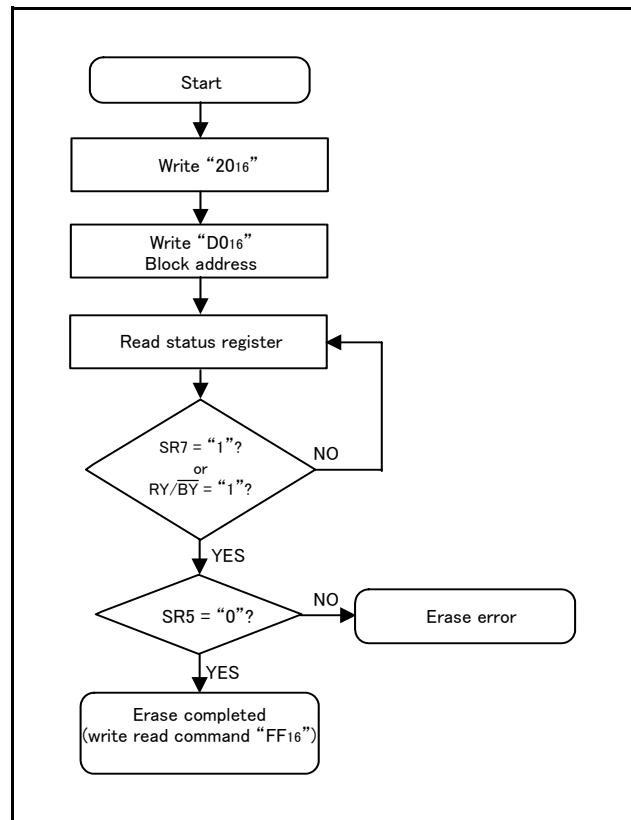 Start
Write “20₁₆”
Write “D0₁₆”
Block address
Read status register
SR7 = “1”?
or
RY/B̅Y̅ = “1”?
NO
YES
SR5 = “0”?
NO
Erase error
YES
Erase completed
(write read command “FF₁₆”)